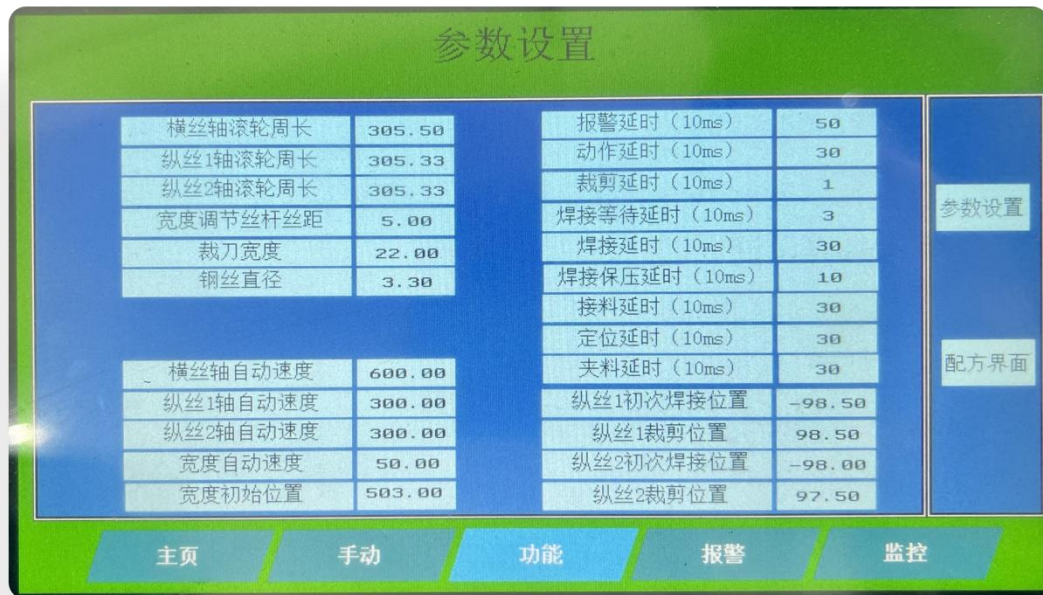 参数设置
横丝轴滚轮周长 305.50
纵丝1轴滚轮周长 305.33
纵丝2轴滚轮周长 305.33
宽度调节丝杆丝距 5.00
裁刀宽度 22.00
钢丝直径 3.30
横丝轴自动速度 600.00
纵丝1轴自动速度 300.00
纵丝2轴自动速度 300.00
宽度自动速度 50.00
宽度初始位置 503.00
报警延时（10ms） 50
动作延时（10ms） 30
裁剪延时（10ms） 1
焊接等待延时（10ms） 3
焊接延时（10ms） 30
焊接保压延时（10ms） 10
接料延时（10ms） 30
定位延时（10ms） 30
夹料延时（10ms） 30
纵丝1初次焊接位置 -98.50
纵丝1裁剪位置 98.50
纵丝2初次焊接位置 -98.00
纵丝2裁剪位置 97.50
参数设置
配方界面
主页 手动 功能 报警 监控